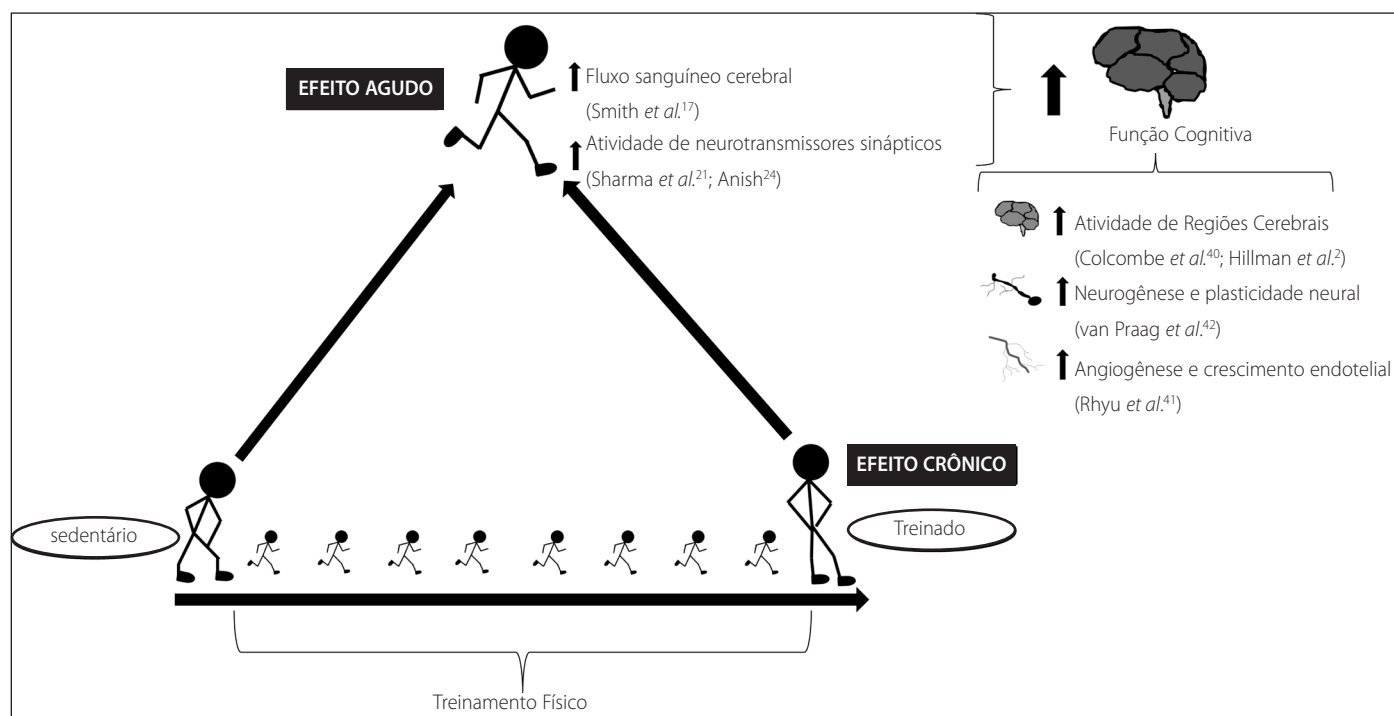 EFEITO AGUDO
Fluxo sanguíneo cerebral
(Smith et al.17)
Atividade de neurotransmissores sinápticos
(Sharma et al.21; Anish24)
Função Cognitiva
Atividade de Regiões Cerebrais
(Colcombe et al.40; Hillman et al.2)
Neurogênese e plasticidade neural
(van Praag et al.42)
Angiogênese e crescimento endotelial
(Rhyu et al.41)
EFEITO CRÔNICO
sedentário
Treinado
Treinamento Físico